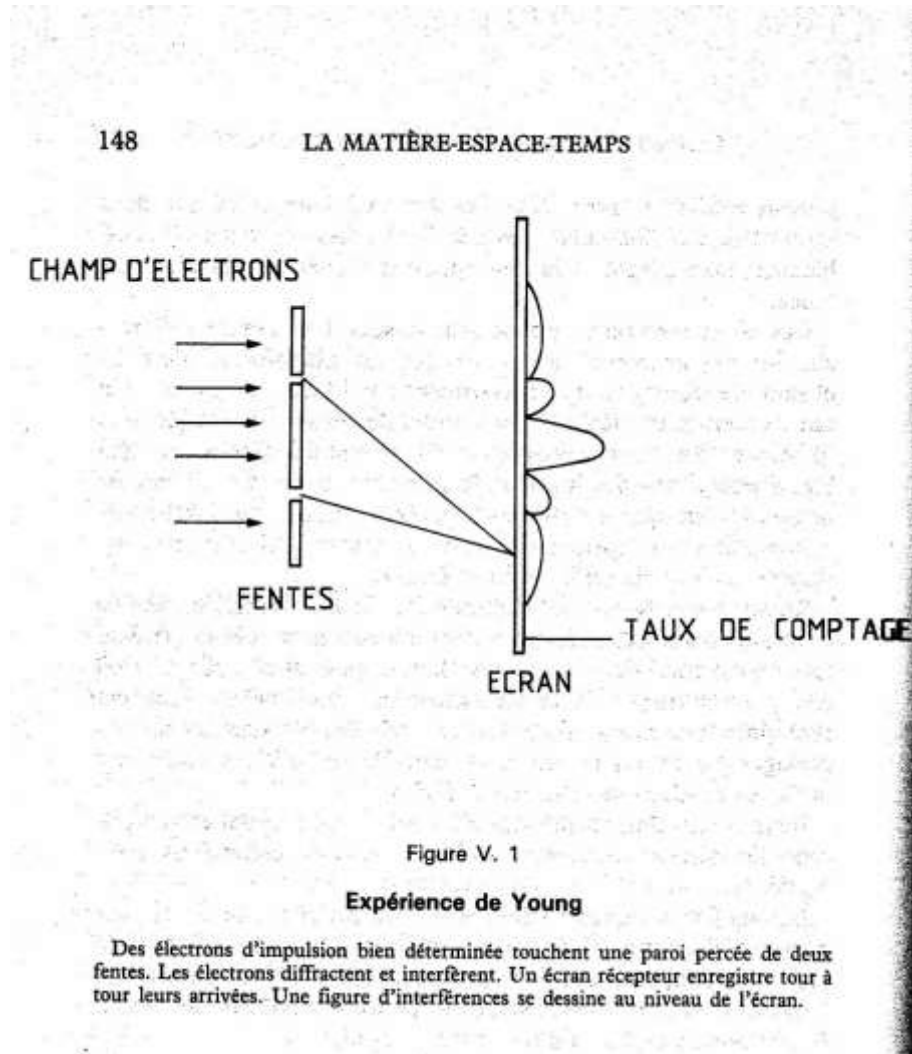 148 LA MATIÈRE-ESPACE-TEMPS
CHAMP D'ELECTRONS
FENTES
TAUX DE COMPTAGE
ECRAN
Figure V. 1
Expérience de Young
Des électrons d'impulsion bien déterminée touchent une paroi percée de deux
fentes. Les électrons diffractent et interfèrent. Un écran récepteur enregistre tour à
tour leurs arrivées. Une figure d'interférences se dessine au niveau de l'écran.